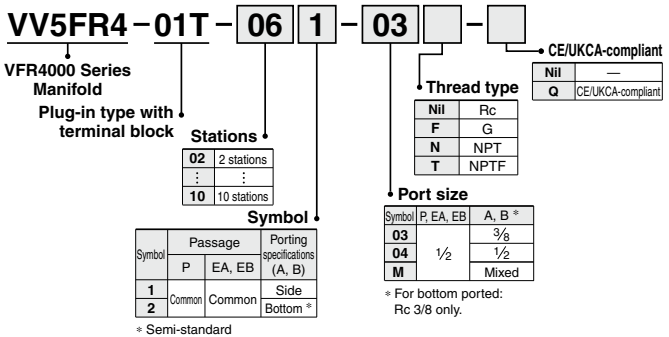 VV5FR4-01T-06 1-03 □-□
VFR4000 Series
Manifold
Plug-in type with
terminal block
Stations
02 2 stations
⋮ ⋮
10 10 stations
Symbol
Symbol Passage Porting specifications (A, B)
P EA, EB
1 Common Common Side
2 Bottom *
* Semi-standard
CE/UKCA-compliant
Nil —
Q CE/UKCA-compliant
Thread type
Nil Rc
F G
N NPT
T NPTF
Port size
Symbol P, EA, EB A, B *
03 1/2 3/8
04 1/2
M Mixed
* For bottom ported:
Rc 3/8 only.